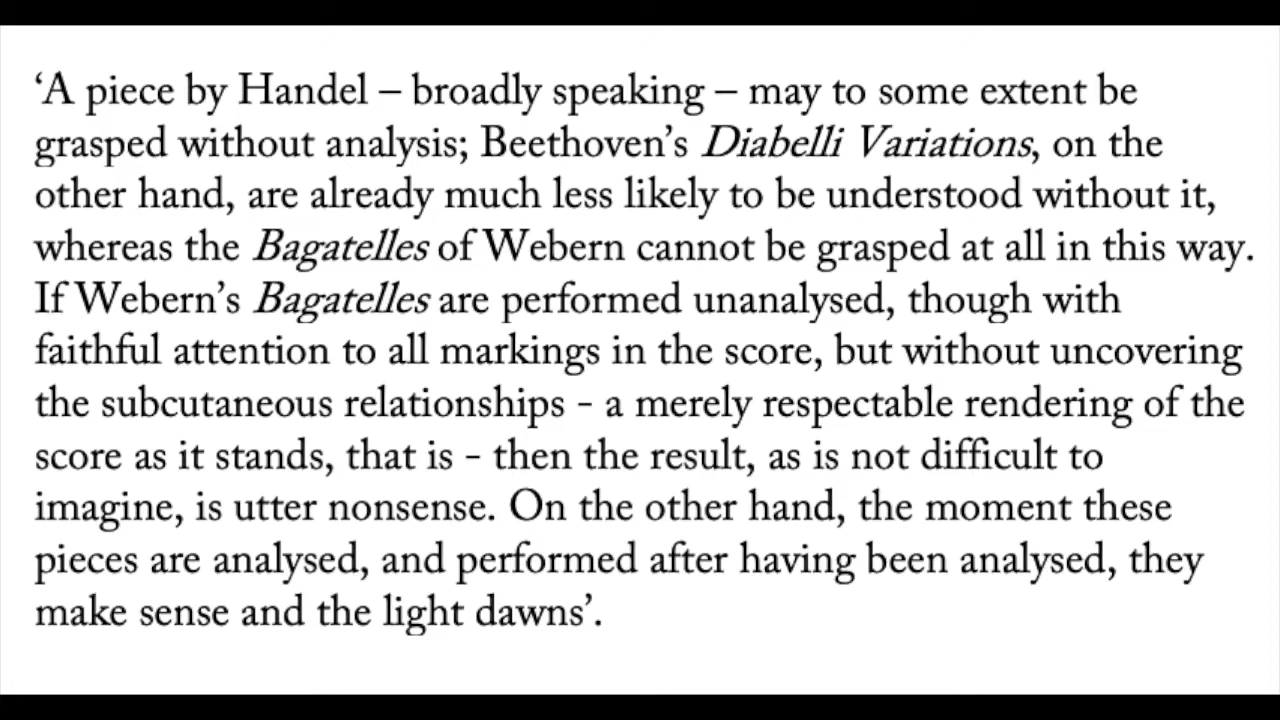 ‘A piece by Handel – broadly speaking – may to some extent be
grasped without analysis; Beethoven’s Diabelli Variations, on the
other hand, are already much less likely to be understood without it,
whereas the Bagatelles of Webern cannot be grasped at all in this way.
If Webern’s Bagatelles are performed unanalysed, though with
faithful attention to all markings in the score, but without uncovering
the subcutaneous relationships - a merely respectable rendering of the
score as it stands, that is - then the result, as is not difficult to
imagine, is utter nonsense. On the other hand, the moment these
pieces are analysed, and performed after having been analysed, they
make sense and the light dawns’.